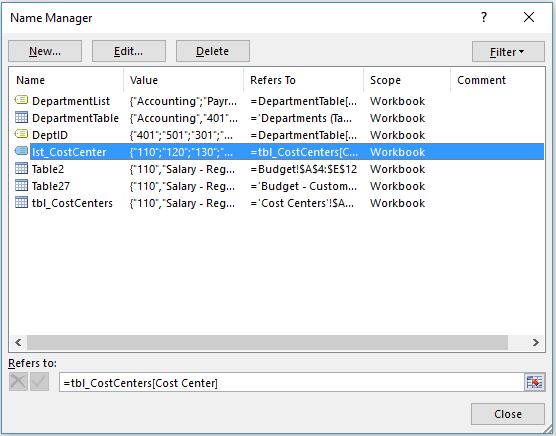 Name Manager ?
New... Edit... Delete Filter
Name Value Refers To Scope Comment
DepartmentList {"Accounting";"Payr... =DepartmentTable[... Workbook
DepartmentTable {"Accounting","401"... ='Departments (Ta... Workbook
DeptID {"401";"501";"301";"... =DepartmentTable[... Workbook
lst_CostCenter {"110";"120";"130";"... =tbl_CostCenters[C... Workbook
Table2 {"110","Salary - Reg... =Budget!$A$4:$E$12 Workbook
Table27 {"110","Salary - Reg... ='Budget - Custom... Workbook
tbl_CostCenters {"110","Salary - Reg... ='Cost Centers'!$A... Workbook
Refers to:
=tbl_CostCenters[Cost Center]
Close